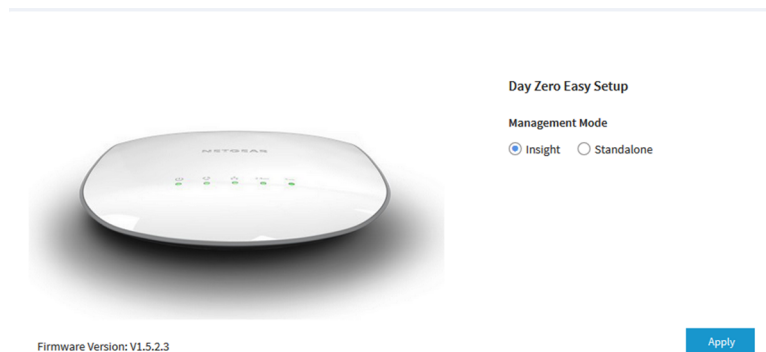 Day Zero Easy Setup
Management Mode
Insight Standalone
NETGEAR
Firmware Version: V1.5.2.3
Apply